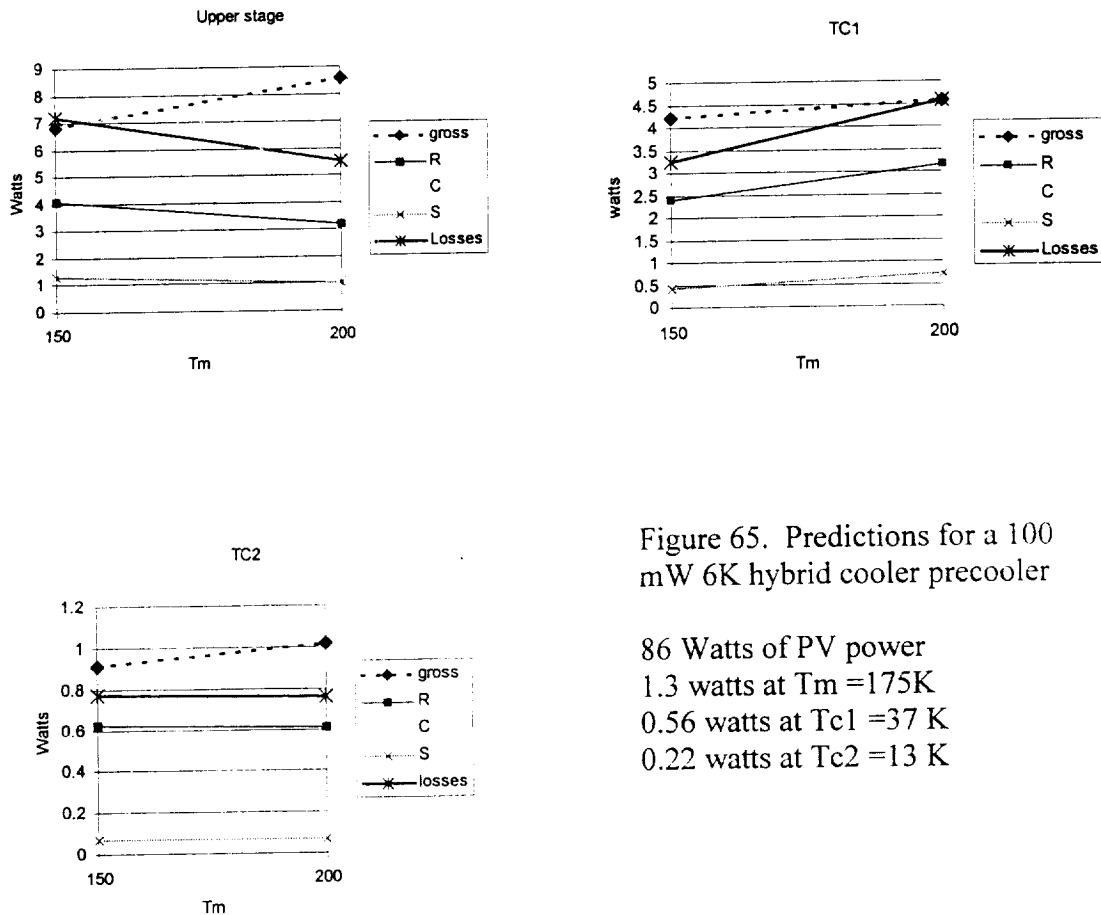 Upper stage
9
8
7
6
5
4
3
2
1
0
Watts
150
200
Tm
gross
R
C
S
Losses
TC1
5
4.5
4
3.5
3
2.5
2
1.5
1
0.5
0
watts
150
200
Tm
gross
R
C
S
Losses
TC2
1.2
1
0.8
0.6
0.4
0.2
0
Watts
150
200
Tm
gross
R
C
S
losses
Figure 65. Predictions for a 100
mW 6K hybrid cooler precooler
86 Watts of PV power
1.3 watts at Tm =175K
0.56 watts at Tc1 =37 K
0.22 watts at Tc2 =13 K